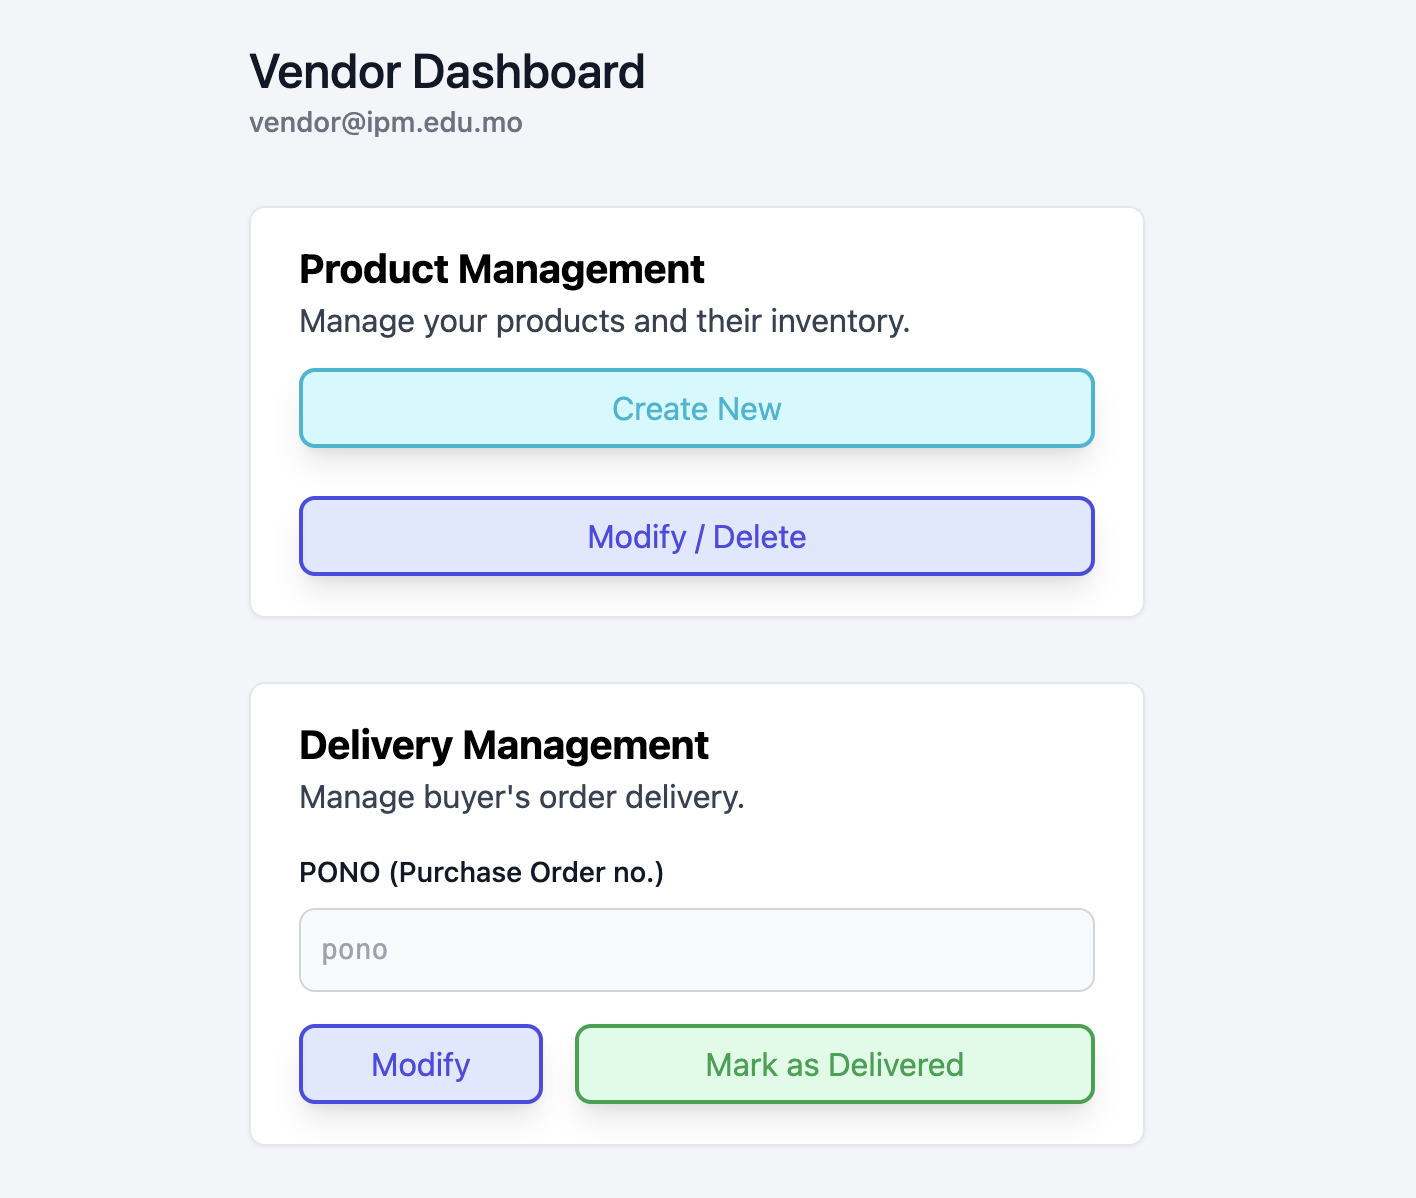 Vendor Dashboard
vendor@ipm.edu.mo
Product Management
Manage your products and their inventory.
Create New
Modify / Delete
Delivery Management
Manage buyer's order delivery.
PONO (Purchase Order no.)
pono
Modify
Mark as Delivered